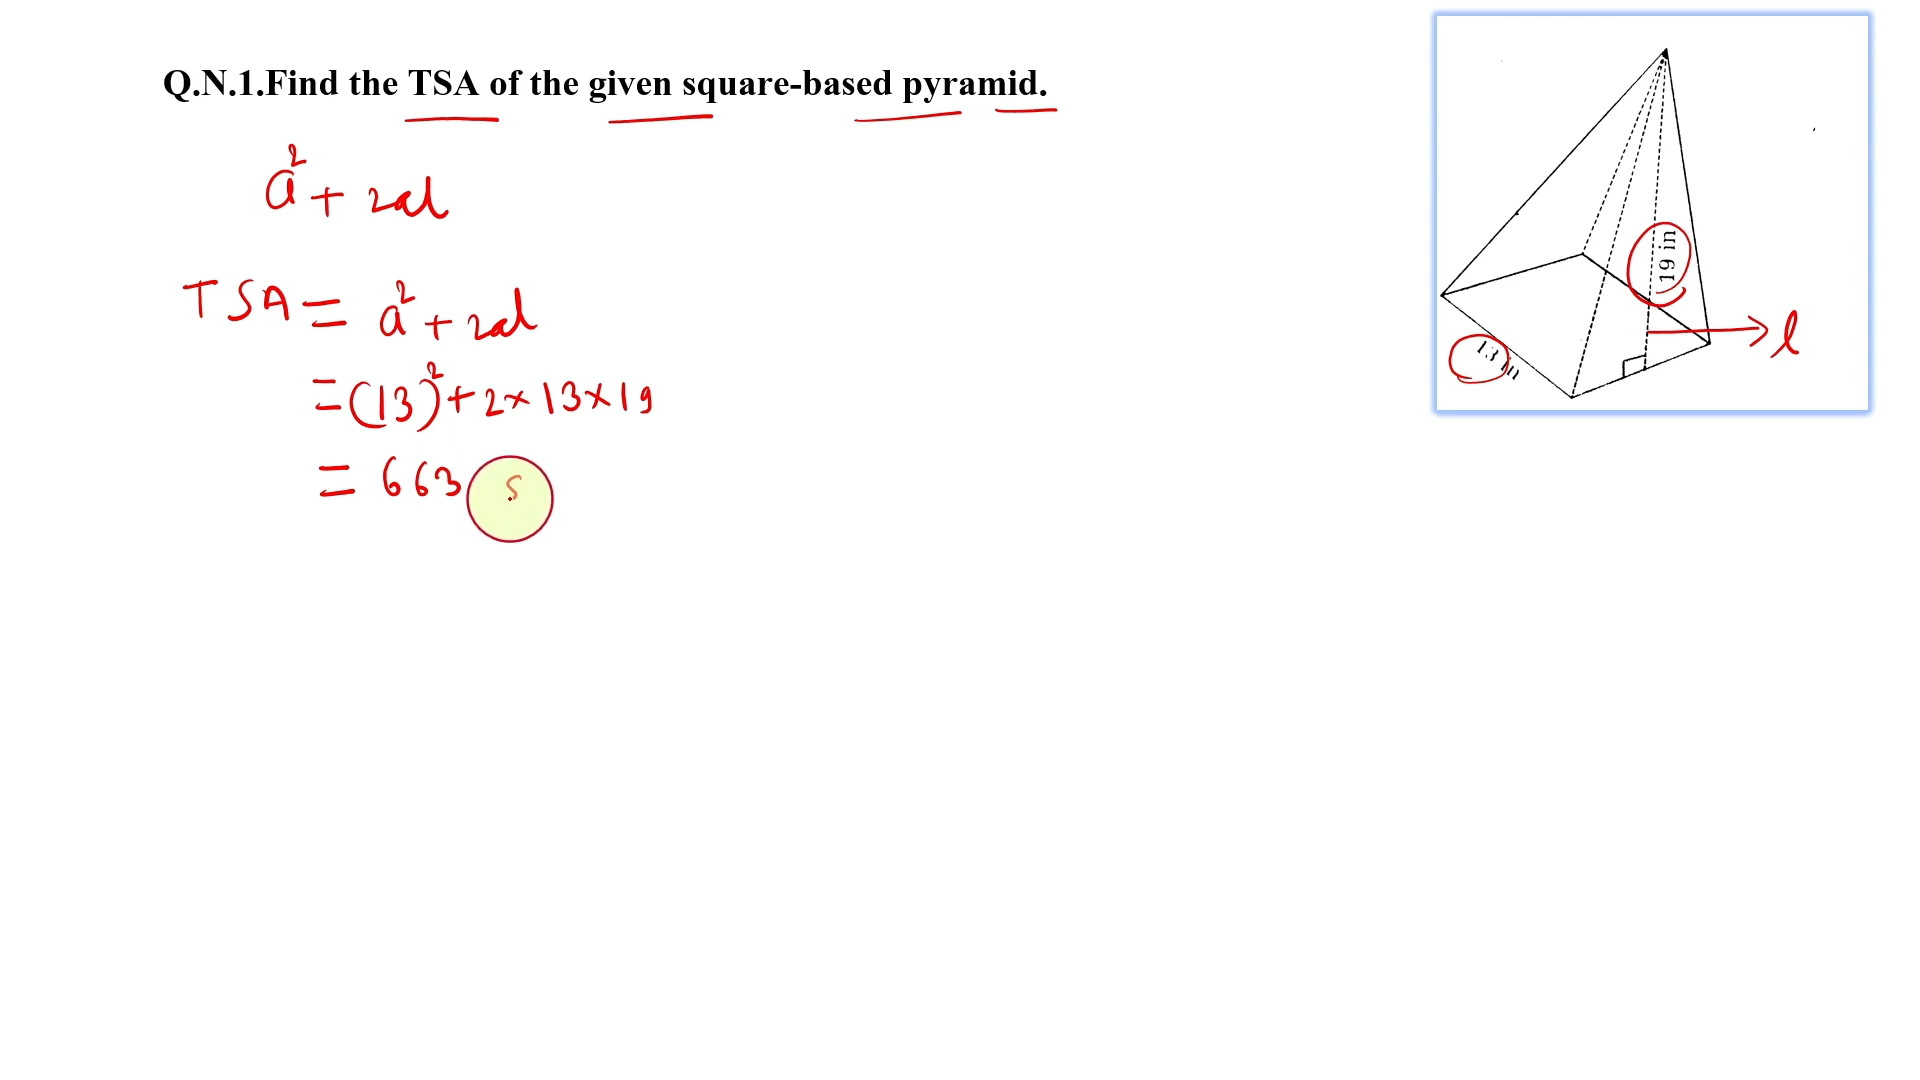 Q.N.1.Find the TSA of the given square-based pyramid.
a² + 2al
TSA = a² + 2al
= (13)² + 2 × 13 × 19
= 663 s
19 in
13 in
l